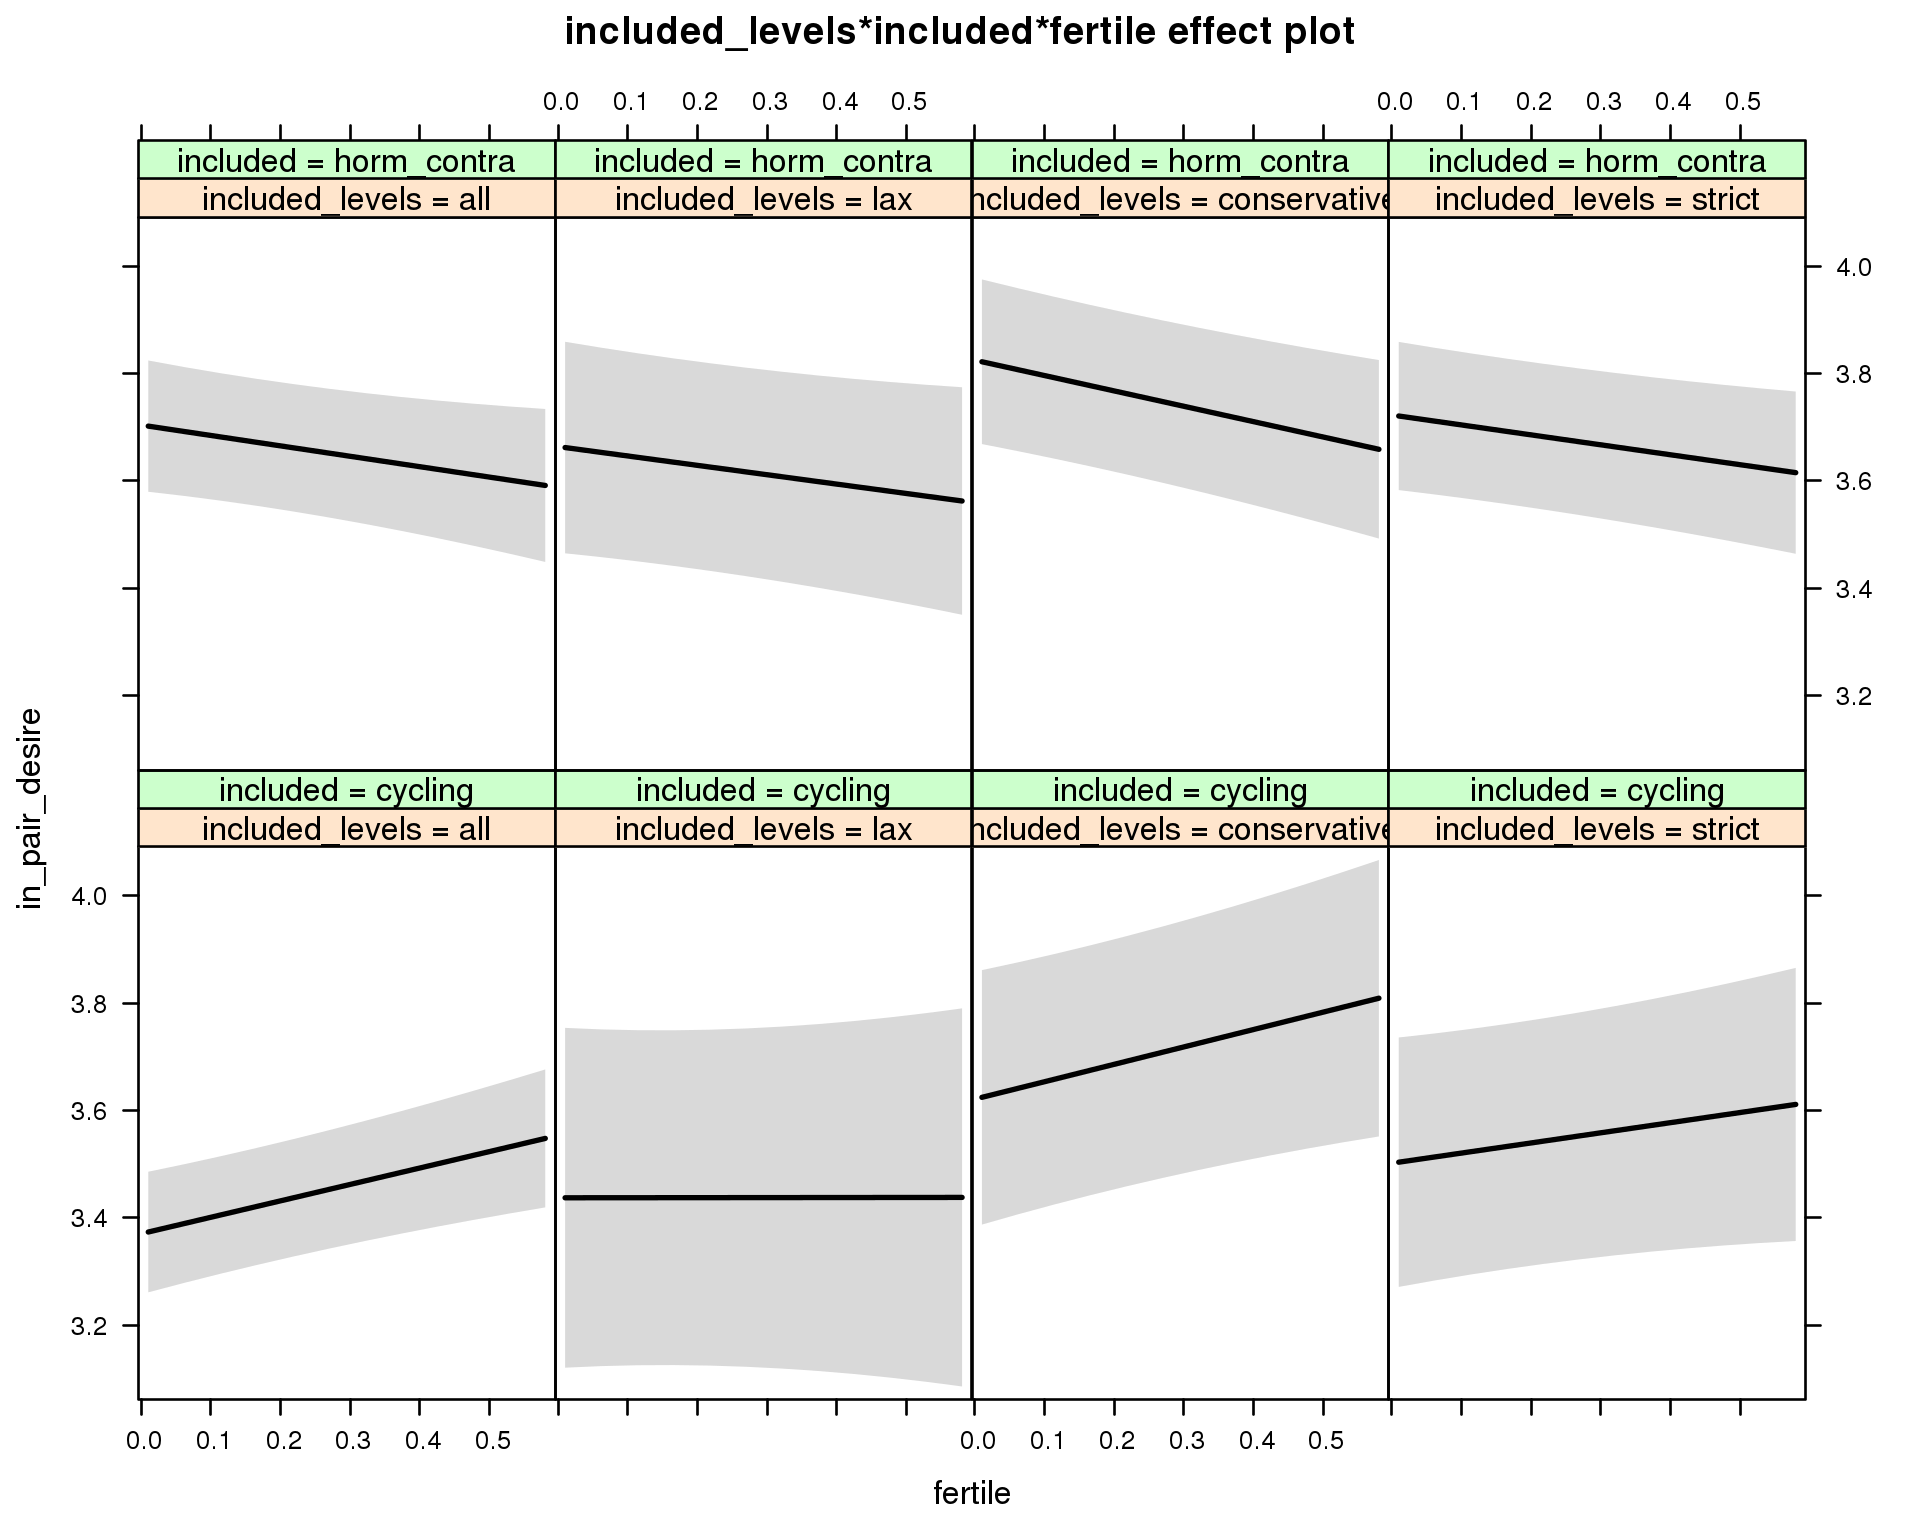 included_levels*included*fertile effect plot
0.0 0.1 0.2 0.3 0.4 0.5 0.0 0.1 0.2 0.3 0.4 0.5
included = horm_contra included = horm_contra included = horm_contra included = horm_contra
included_levels = all included_levels = lax ncluded_levels = conservative included_levels = strict
4.0
3.8
3.6
3.4
3.2
in_pair_desire
included = cycling included = cycling included = cycling included = cycling
included_levels = all included_levels = lax ncluded_levels = conservative included_levels = strict
4.0
3.8
3.6
3.4
3.2
0.0 0.1 0.2 0.3 0.4 0.5 0.0 0.1 0.2 0.3 0.4 0.5
fertile